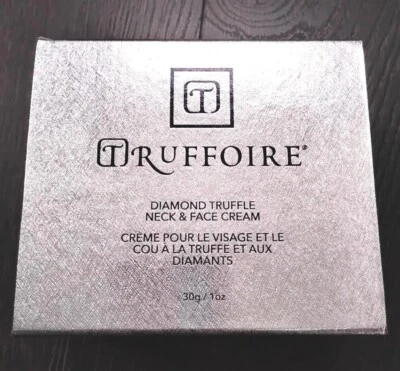 T
TRUFFOIRE®
DIAMOND TRUFFLE
NECK & FACE CREAM
CRÈME POUR LE VISAGE ET LE
COU À LA TRUFFE ET AUX
DIAMANTS
30g / 1oz